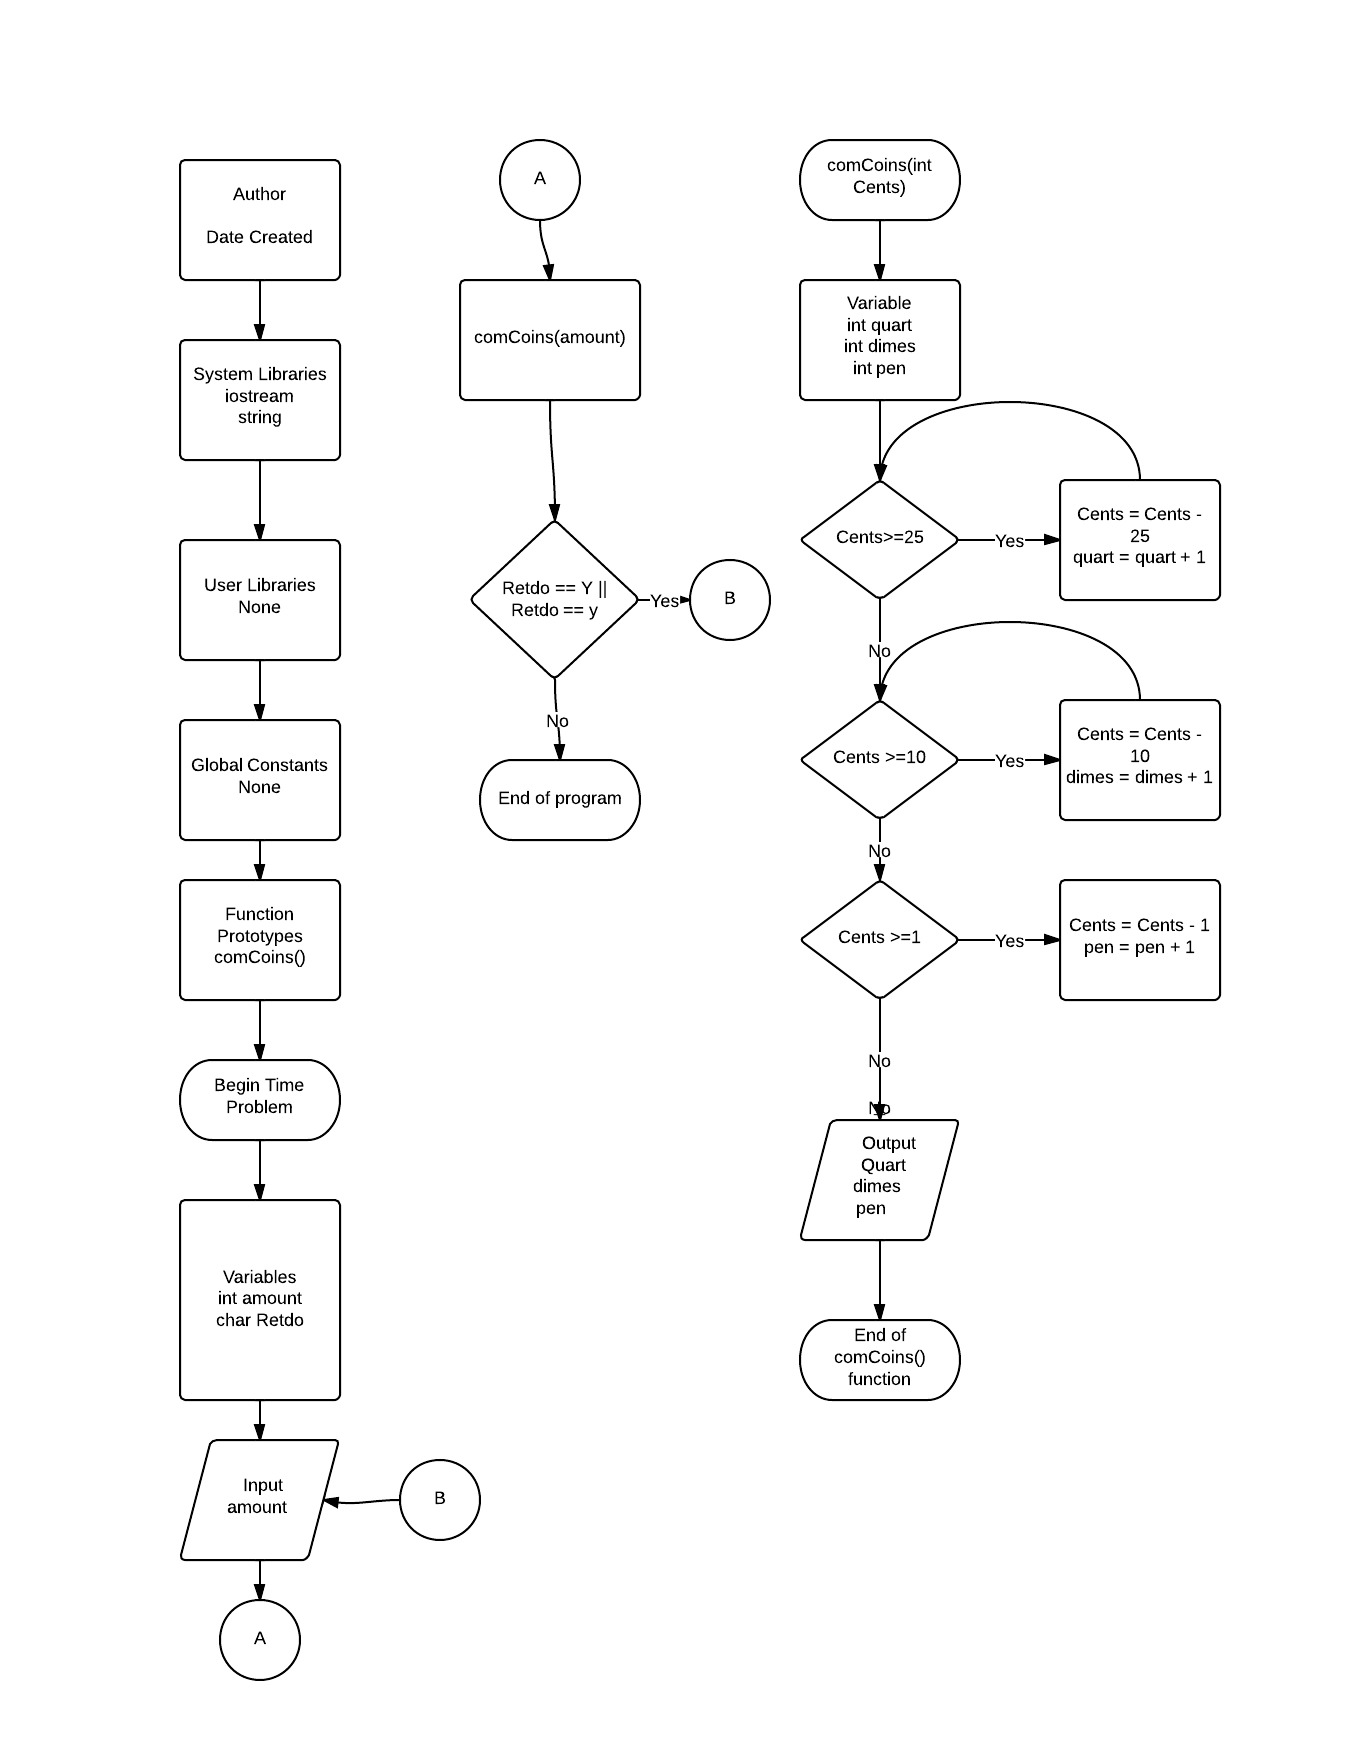 Author
Date Created
System Libraries
iostream
string
User Libraries
None
Global Constants
None
Function
Prototypes
comCoins()
Begin Time
Problem
Variables
int amount
char Retdo
Input
amount
B
A
A
comCoins(amount)
Retdo == Y ||
Retdo == y
Yes
B
No
End of program
comCoins(int
Cents)
Variable
int quart
int dimes
int pen
Cents>=25
Yes
Cents = Cents -
25
quart = quart + 1
No
Cents >=10
Yes
Cents = Cents -
10
dimes = dimes + 1
No
Cents >=1
Yes
Cents = Cents - 1
pen = pen + 1
No
No
Output
Quart
dimes
pen
End of
comCoins()
function